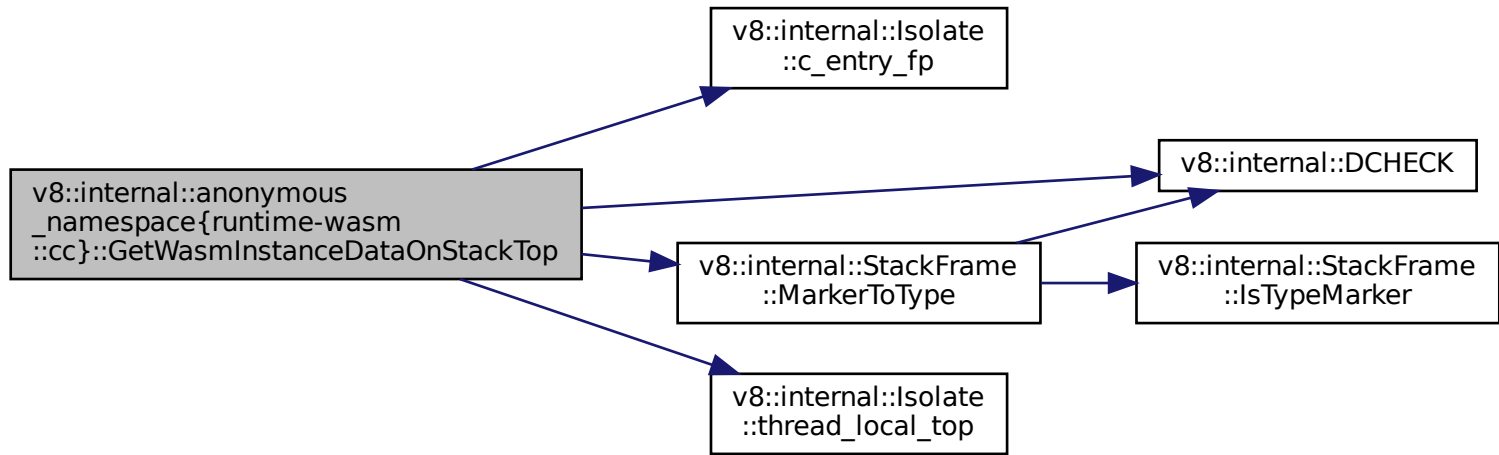 v8::internal::Isolate
::c_entry_fp
v8::internal::anonymous
_namespace{runtime-wasm
::cc}::GetWasmInstanceDataOnStackTop
v8::internal::DCHECK
v8::internal::StackFrame
::MarkerToType
v8::internal::StackFrame
::IsTypeMarker
v8::internal::Isolate
::thread_local_top